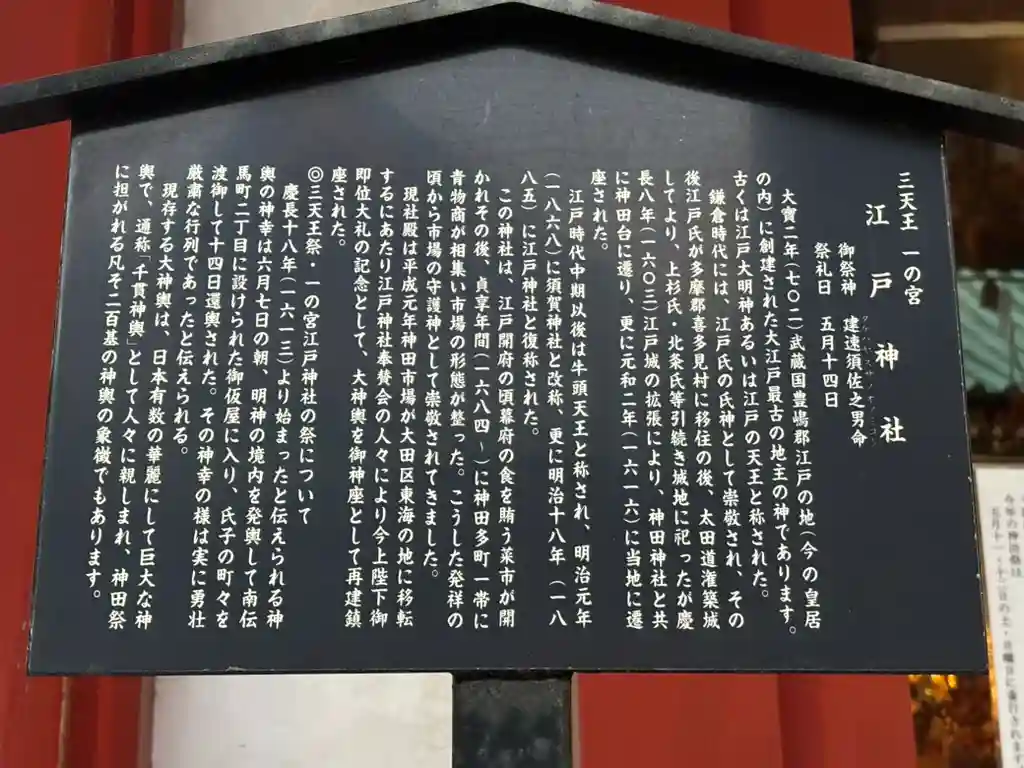 三天王 一の宮
江戸神社
御祭神 建速須佐之男命
祭礼日 五月十四日
大寶二年(七〇二)武蔵国豊嶋郡江戸の地(今の皇居
の内)に創建された大江戸最古の地主の神であります。
古くは江戸大明神あるいは江戸の天王と称された。
鎌倉時代には、江戸氏の氏神として崇敬され、その
後江戸氏が多摩郡喜多見村に移住の後、太田道灌築城
してより、上杉氏・北条氏等引続き城地に祀ったが慶
長八年(一六〇三)江戸城の拡張により、神田神社と共
に神田台に遷り、更に元和二年(一六一六)に当地に遷
座された。
江戸時代中期以後は牛頭天王と称され、明治元年
(一八六八)に須賀神社と改称、更に明治十八年(一八
八五)に江戸神社と復称された。
この神社は、江戸開府の頃幕府の食を賄う菜市が開
かれその後、貞享年間(一六八四~)に神田多町一帯に
青物商が相集い市場の形態が整った。こうした発祥の
頃から市場の守護神として崇敬されてきました。
現社殿は平成元年神田市場が大田区東海の地に移転
するにあたり江戸神社奉賛会の人々により今上陛下御
即位大礼の記念として、大神輿を御神座として再建鎮
座された。
◎三天王祭・一の宮江戸神社の祭について
慶長十八年(一六一三)より始まったと伝えられる神
輿の神幸は六月七日の朝、明神の境内を発輿して南伝
馬町二丁目に設けられた御仮屋に入り、氏子の町々を
渡御して十四日還輿された。その神幸の様は実に勇壮
厳粛な行列であったと伝えられる。
現存する大神輿は、日本有数の華麗にして巨大な神
輿で、通称「千貫神輿」として人々に親しまれ、神田祭
に担がれる凡そ二百基の神輿の象徴でもあります。